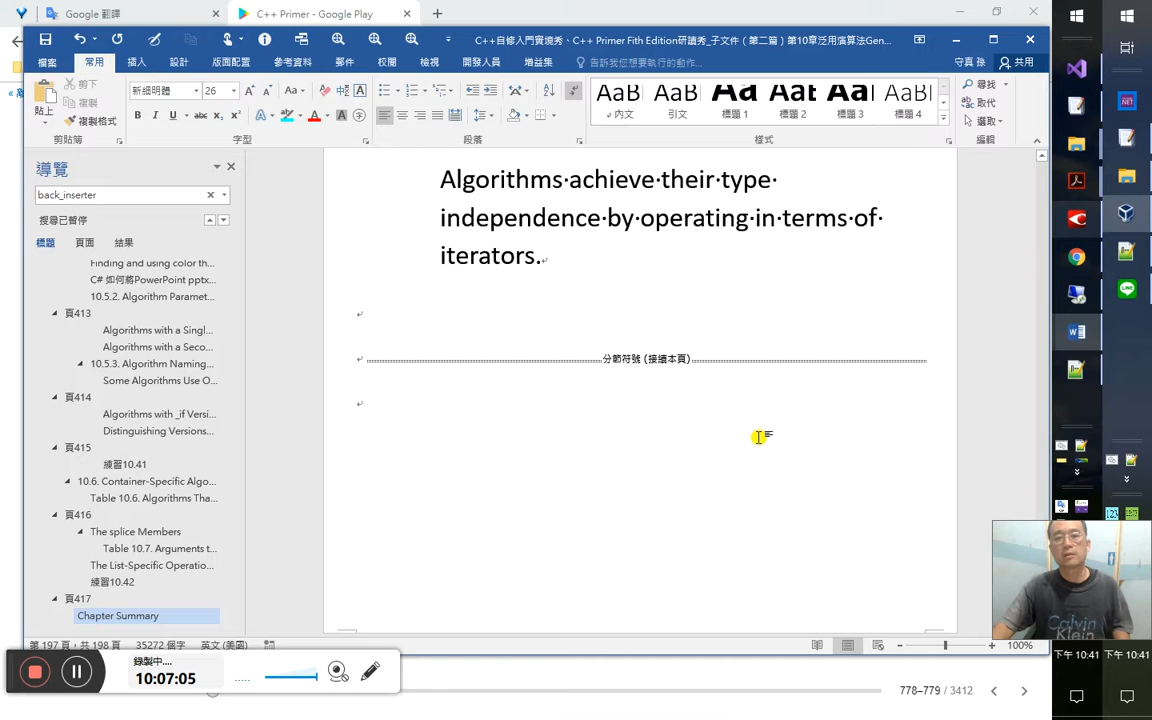 Google 翻譯
C++ Primer - Google Play
C++自修入門實境秀、C++ Primer Fith Edition研讀秀_子文件（第二篇）第10章泛用演算法Gen...
檔案
常用
插入
設計
版面配置
參考資料
郵件
校閱
檢視
開發人員
增益集
告訴我您想要執行的動作...
守真 孫
共用
貼上
剪下
複製
複製格式
剪貼簿
新細明體
26
字型
段落
AaB
AaB
Aa
Aab
Aal
AaB
內文
引文
標題 1
標題 2
標題 3
標題 4
樣式
尋找
取代
選取
編輯
導覽
back_inserter
搜尋已暫停
標題
頁面
結果
Finding and using color th...
C# 如何將PowerPoint pptx...
10.5.2. Algorithm Paramet...
頁413
Algorithms with a Singl...
Algorithms with a Seco...
10.5.3. Algorithm Naming...
Some Algorithms Use O...
頁414
Algorithms with _if Versi...
Distinguishing Versions...
頁415
練習10.41
10.6. Container-Specific Algo...
Table 10.6. Algorithms Tha...
頁416
The splice Members
Table 10.7. Arguments t...
The List-Specific Operatio...
練習10.42
頁417
Chapter Summary
Algorithms·achieve·their·type·
independence·by·operating·in·terms·of·
iterators.
分節符號 (接續本頁)
第 197 頁，共 198 頁
35272 個字
英文 (美國)
100%
錄製中....
10:07:05
778–779 / 3412
Calvin
Klein
下午 10:41
下午 10:41